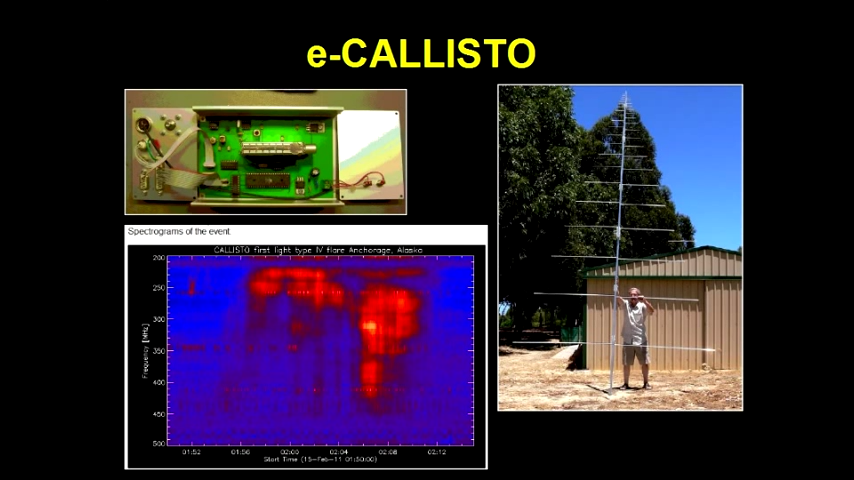 e-CALLISTO
Spectrograms of the event
CALLISTO first light type IV flare Anchorage, Alaska
200
250
300
350
400
450
500
Frequency [MHz]
01:52
01:56
02:00
02:04
02:08
02:12
Start Time (15-Feb-11 01:50:00)